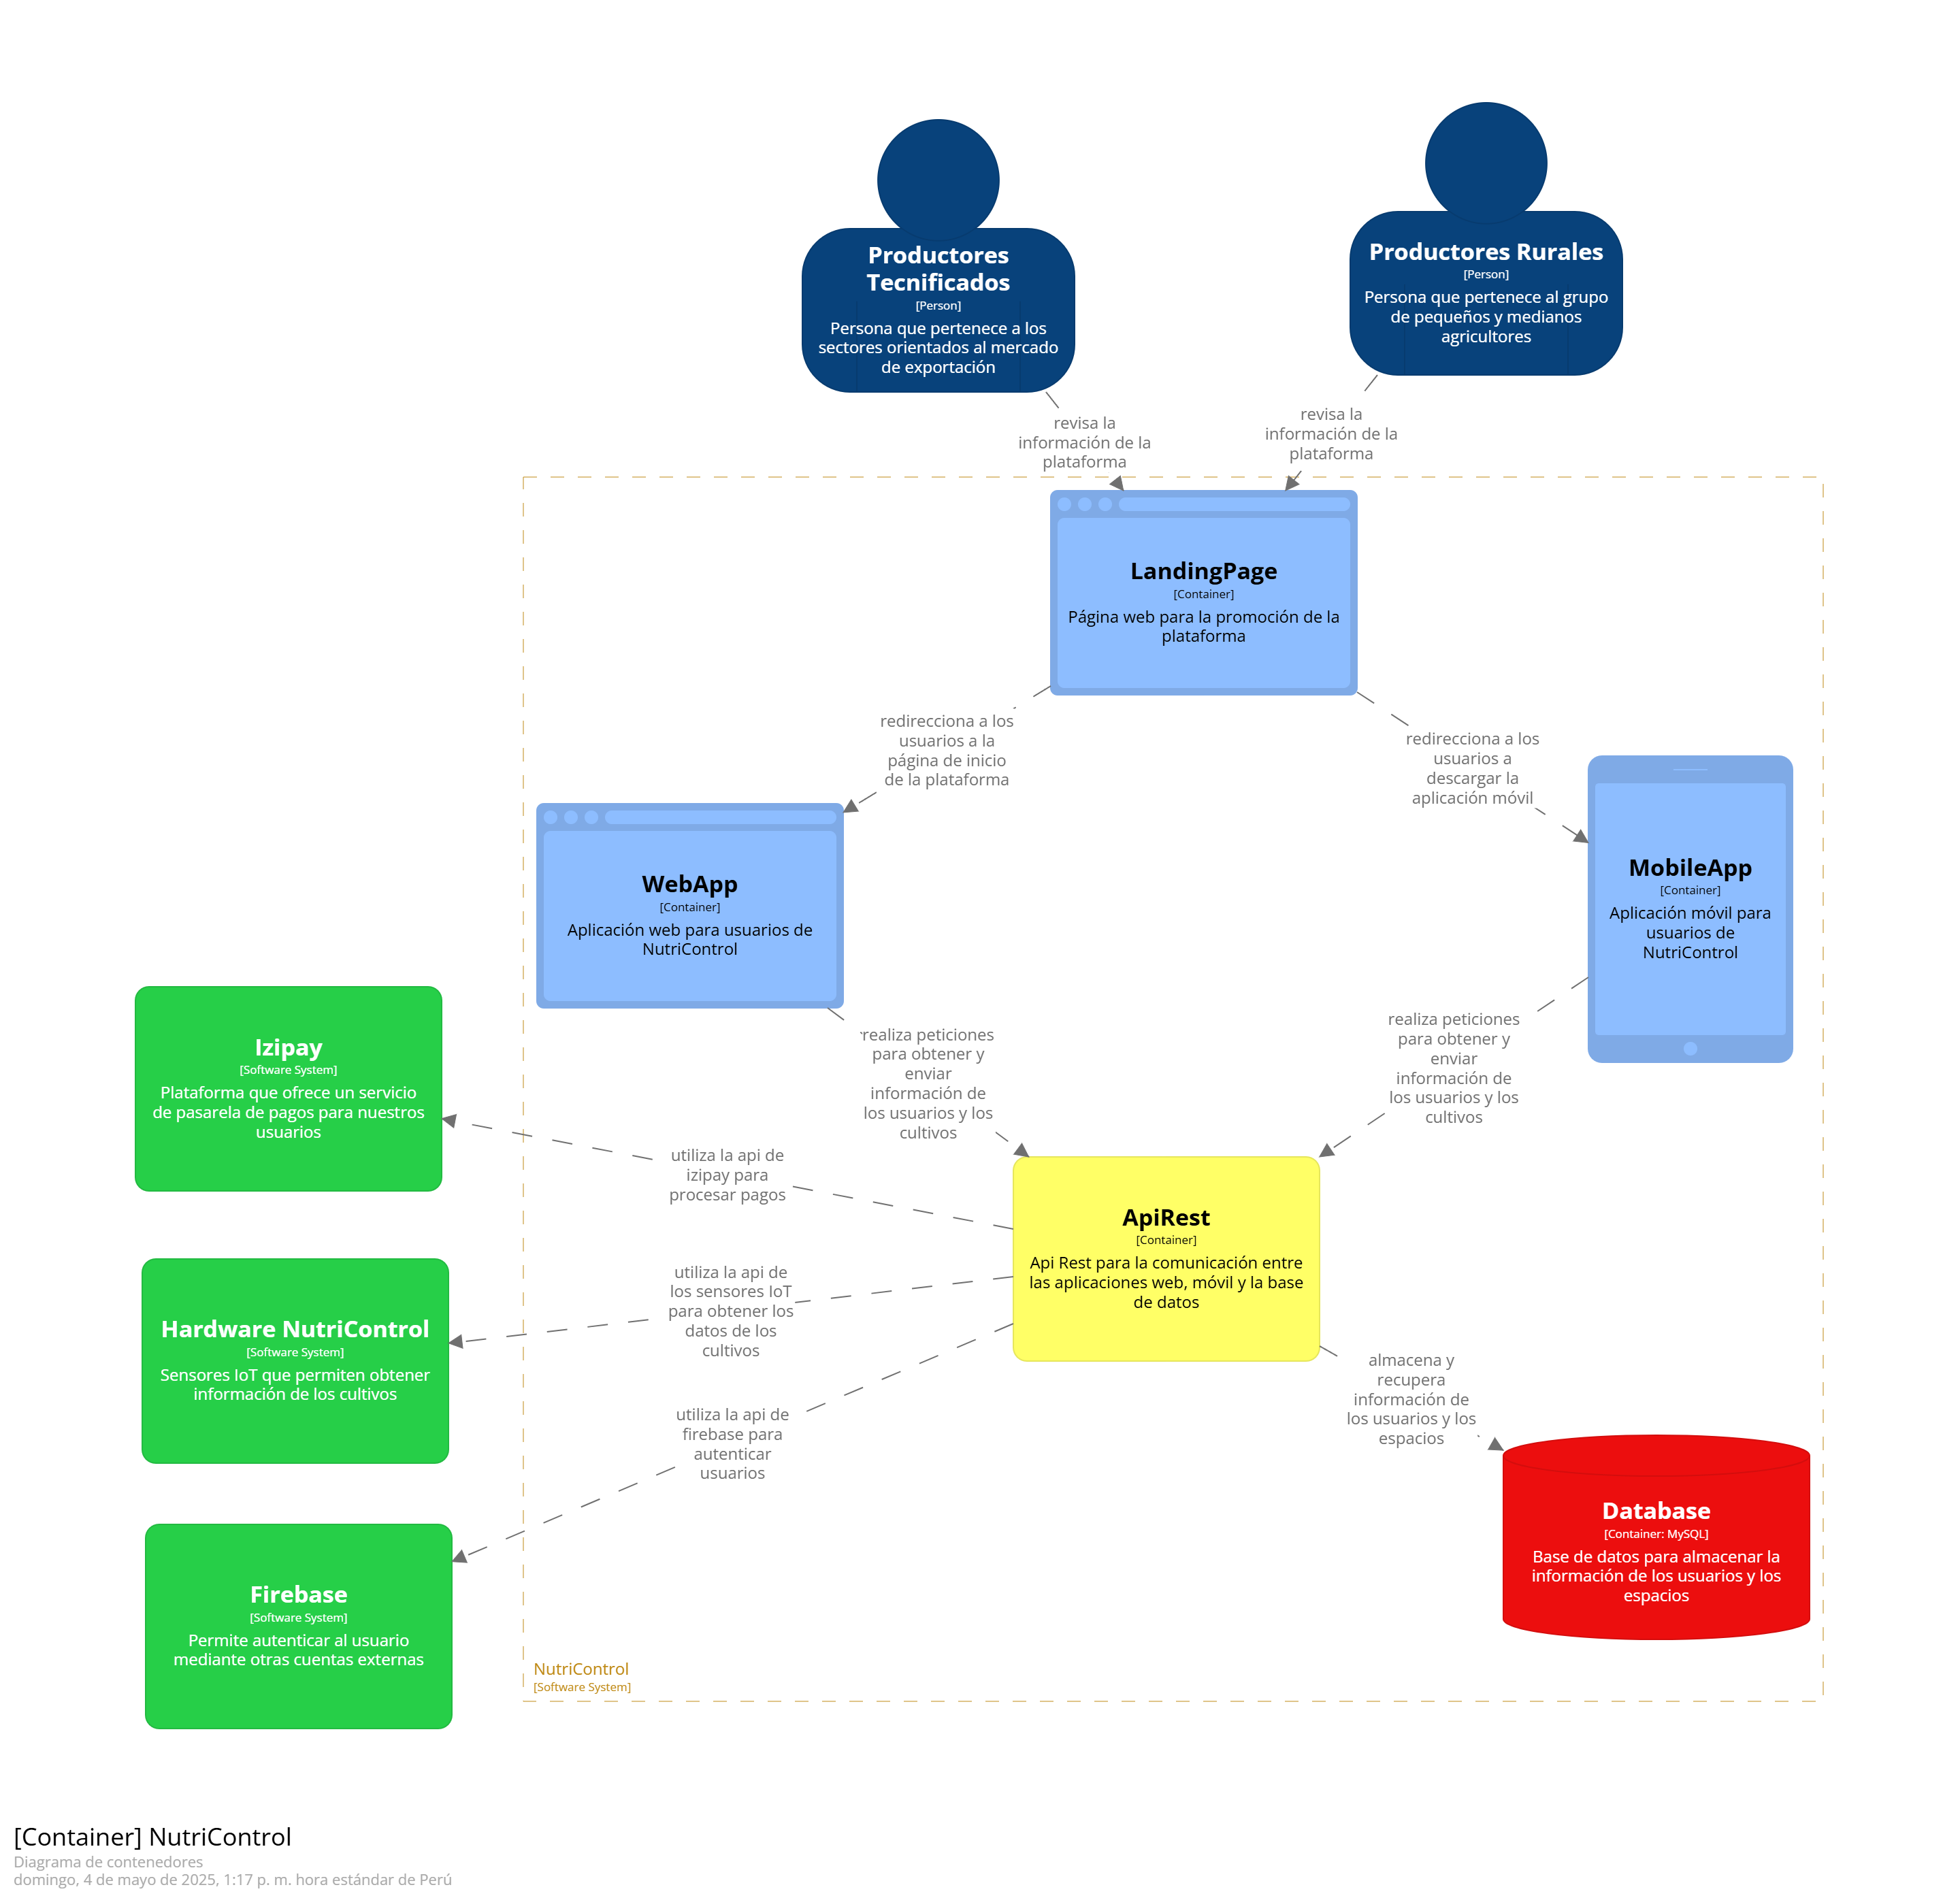 Productores
Tecnificados
[Person]
Persona que pertenece a los
sectores orientados al mercado
de exportación
Productores Rurales
[Person]
Persona que pertenece al grupo
de pequeños y medianos
agricultores
revisa la
información de la
plataforma
revisa la
información de la
plataforma
LandingPage
[Container]
Página web para la promoción de la
plataforma
redirecciona a los
usuarios a la
página de inicio
de la plataforma
redirecciona a los
usuarios a
descargar la
aplicación móvil
WebApp
[Container]
Aplicación web para usuarios de
NutriControl
MobileApp
[Container]
Aplicación móvil para
usuarios de
NutriControl
realiza peticiones
para obtener y
enviar
información de
los usuarios y los
cultivos
realiza peticiones
para obtener y
enviar
información de
los usuarios y los
cultivos
Izipay
[Software System]
Plataforma que ofrece un servicio
de pasarela de pagos para nuestros
usuarios
utiliza la api de
izipay para
procesar pagos
ApiRest
[Container]
Api Rest para la comunicación entre
las aplicaciones web, móvil y la base
de datos
Hardware NutriControl
[Software System]
Sensores IoT que permiten obtener
información de los cultivos
utiliza la api de
los sensores IoT
para obtener los
datos de los
cultivos
almacena y
recupera
información de
los usuarios y los
espacios
utiliza la api de
firebase para
autenticar
usuarios
Firebase
[Software System]
Permite autenticar al usuario
mediante otras cuentas externas
Database
[Container: MySQL]
Base de datos para almacenar la
información de los usuarios y los
espacios
NutriControl
[Software System]
[Container] NutriControl
Diagrama de contenedores
domingo, 4 de mayo de 2025, 1:17 p. m. hora estándar de Perú